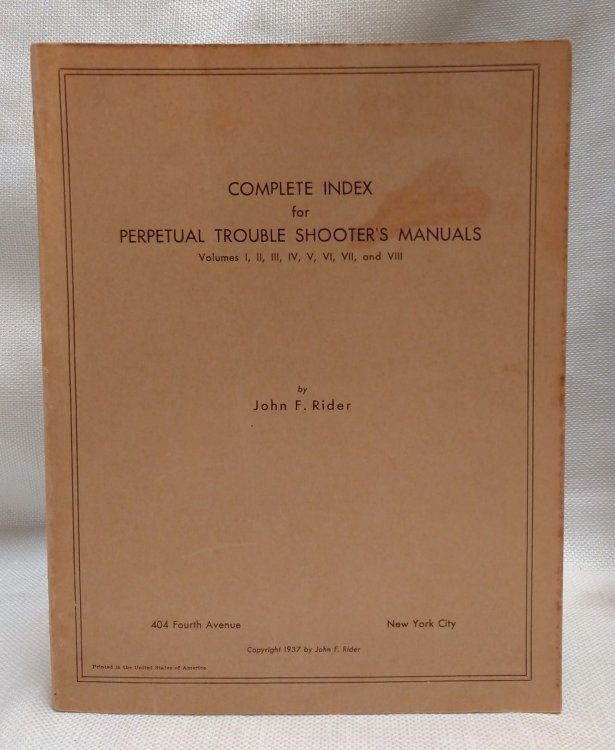 COMPLETE INDEX
for
PERPETUAL TROUBLE SHOOTER'S MANUALS
Volumes I, II, III, IV, V, VI, VII, and VIII
by
John F. Rider
404 Fourth Avenue New York City
Copyright 1937 by John F. Rider
Printed in the United States of America